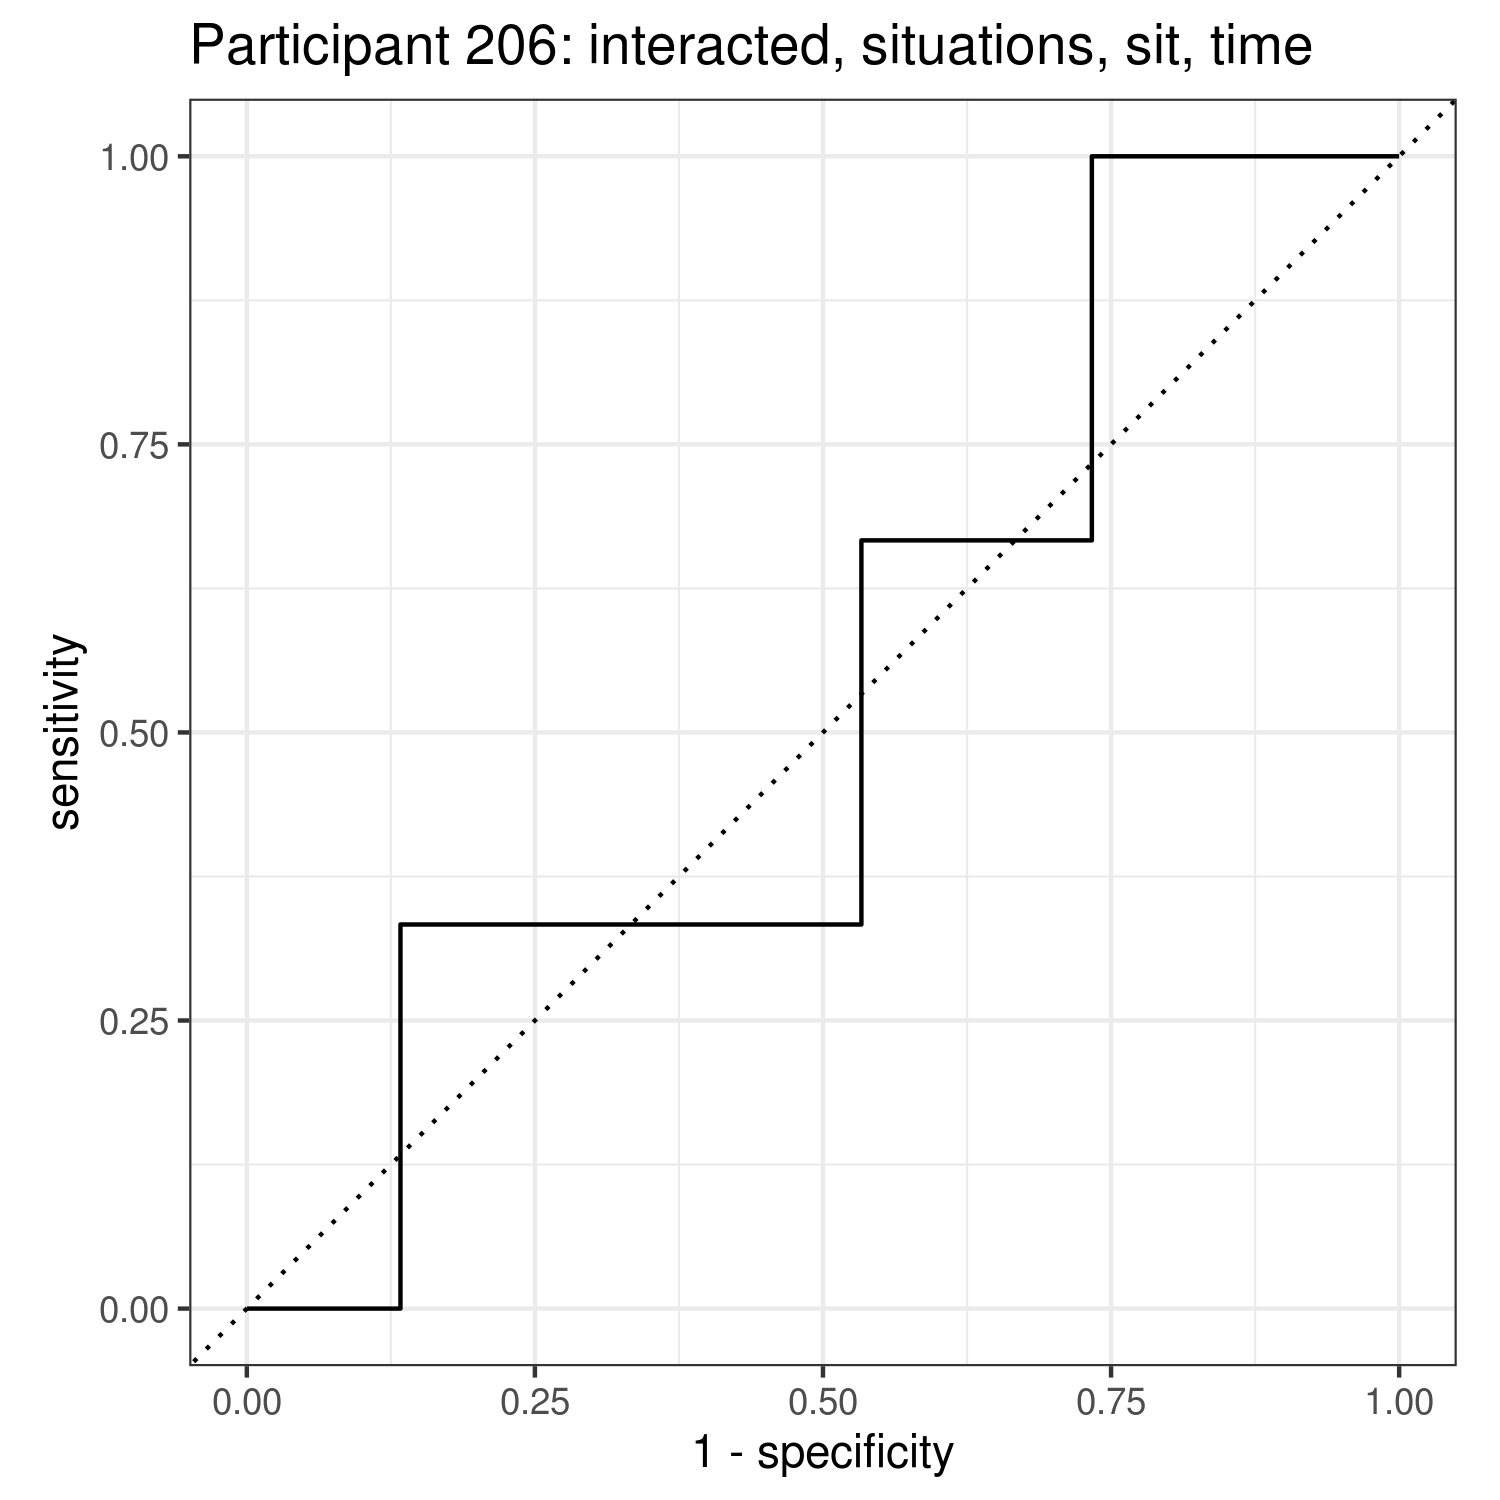 Participant 206: interacted, situations, sit, time
1.00
0.75
0.50
0.25
0.00
sensitivity
0.00 0.25 0.50 0.75 1.00
1 - specificity